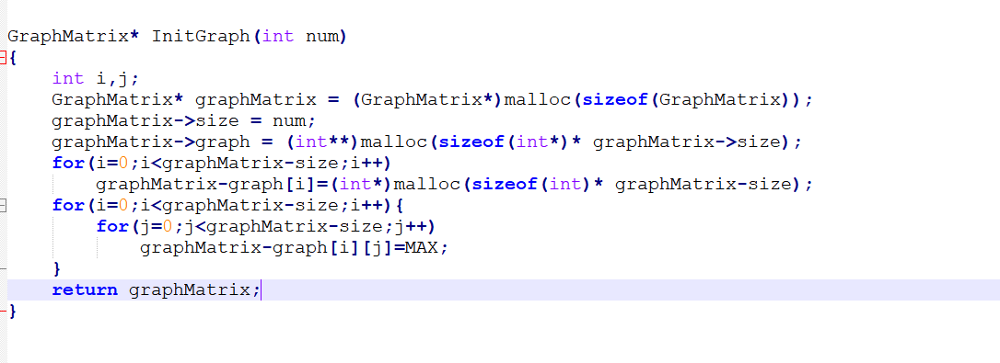 GraphMatrix* InitGraph(int num)
{
    int i,j;
    GraphMatrix* graphMatrix = (GraphMatrix*)malloc(sizeof(GraphMatrix));
    graphMatrix->size = num;
    graphMatrix->graph = (int**)malloc(sizeof(int*)* graphMatrix->size);
    for(i=0;i<graphMatrix-size;i++)
        graphMatrix-graph[i]=(int*)malloc(sizeof(int)* graphMatrix-size);
    for(i=0;i<graphMatrix-size;i++){
        for(j=0;j<graphMatrix-size;j++)
            graphMatrix-graph[i][j]=MAX;
    }
    return graphMatrix;
}